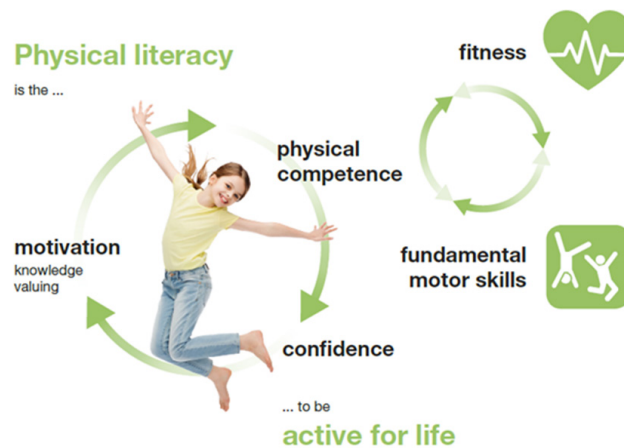 Physical literacy
is the ...
physical
competence
motivation
knowledge
valuing
confidence
... to be
active for life
fitness
fundamental
motor skills